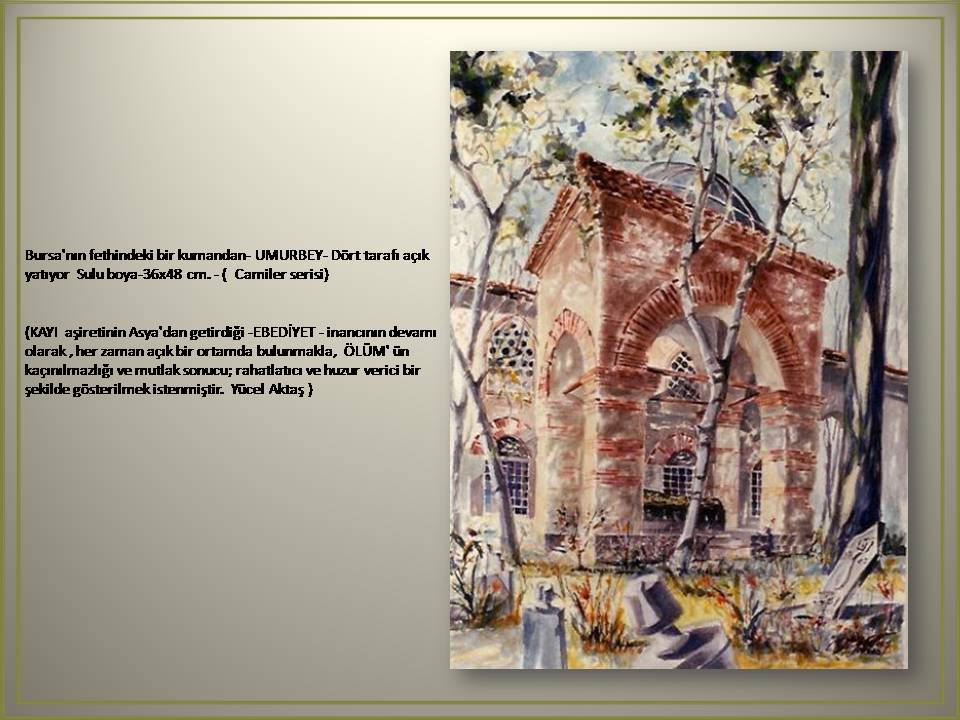 Bursa'nın fethindeki bir kumandan- UMURBEY- Dört tarafı açık
yatıyor Sulu boya-36x48 cm. - ( Camiler serisi)
(KAYI aşiretinin Asya'dan getirdiği -EBEDİYET - inancının devamı
olarak , her zaman açık bir ortamda bulunmakla, ÖLÜM' ün
kaçınılmazlığı ve mutlak sonucu; rahatlatıcı ve huzur verici bir
şekilde gösterilmek istenmiştir. Yücel Aktaş )